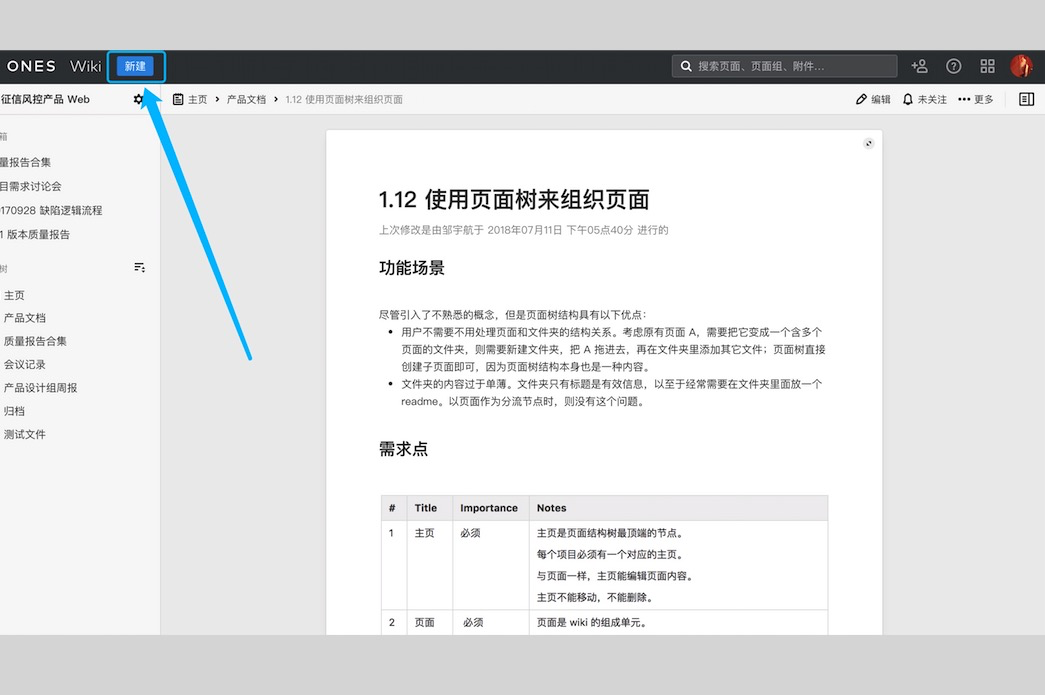 ONES Wiki 新建 搜索页面、页面组、附件...
征信风控产品 Web 主页 > 产品文档 > 1.12 使用页面树来组织页面 编辑 未关注 更多
箱
量报告合集
目需求讨论会
170928 缺陷逻辑流程
1 版本质量报告
树
主页
产品文档
质量报告合集
会议记录
产品设计组周报
归档
测试文件
1.12 使用页面树来组织页面
上次修改是由邹宇航于 2018年07月11日 下午05点40分 进行的
功能场景
尽管引入了不熟悉的概念，但是页面树结构具有以下优点：
• 用户不需要不用处理页面和文件夹的结构关系。考虑原有页面 A，需要把它变成一个含多个
页面的文件夹，则需要新建文件夹，把 A 拖进去，再在文件夹里添加其它文件；页面树直接
创建子页面即可，因为页面树结构本身也是一种内容。
• 文件夹的内容过于单薄。文件夹只有标题是有效信息，以至于经常需要在文件夹里面放一个
readme。以页面作为分流节点时，则没有这个问题。
需求点
# Title Importance Notes
1 主页 必须 主页是页面结构树最顶端的节点。
每个项目必须有一个对应的主页。
与页面一样，主页能编辑页面内容。
主页不能移动，不能删除。
2 页面 必须 页面是 wiki 的组成单元。